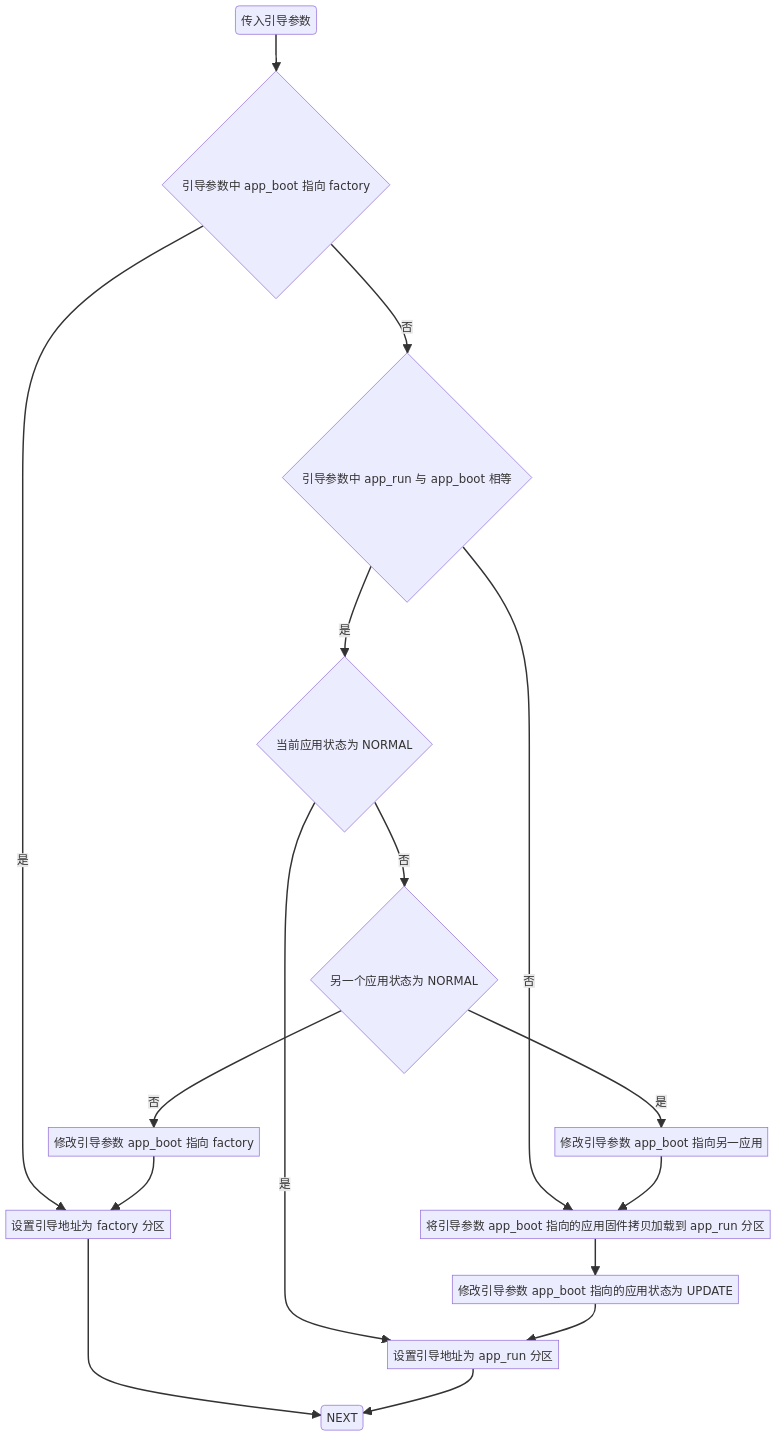 传入引导参数
引导参数中 app_boot 指向 factory
否
引导参数中 app_run 与 app_boot 相等
是
当前应用状态为 NORMAL
是
否
另一个应用状态为 NORMAL
否
否
是
修改引导参数 app_boot 指向 factory
修改引导参数 app_boot 指向另一应用
是
设置引导地址为 factory 分区
将引导参数 app_boot 指向的应用固件拷贝加载到 app_run 分区
修改引导参数 app_boot 指向的应用状态为 UPDATE
设置引导地址为 app_run 分区
NEXT